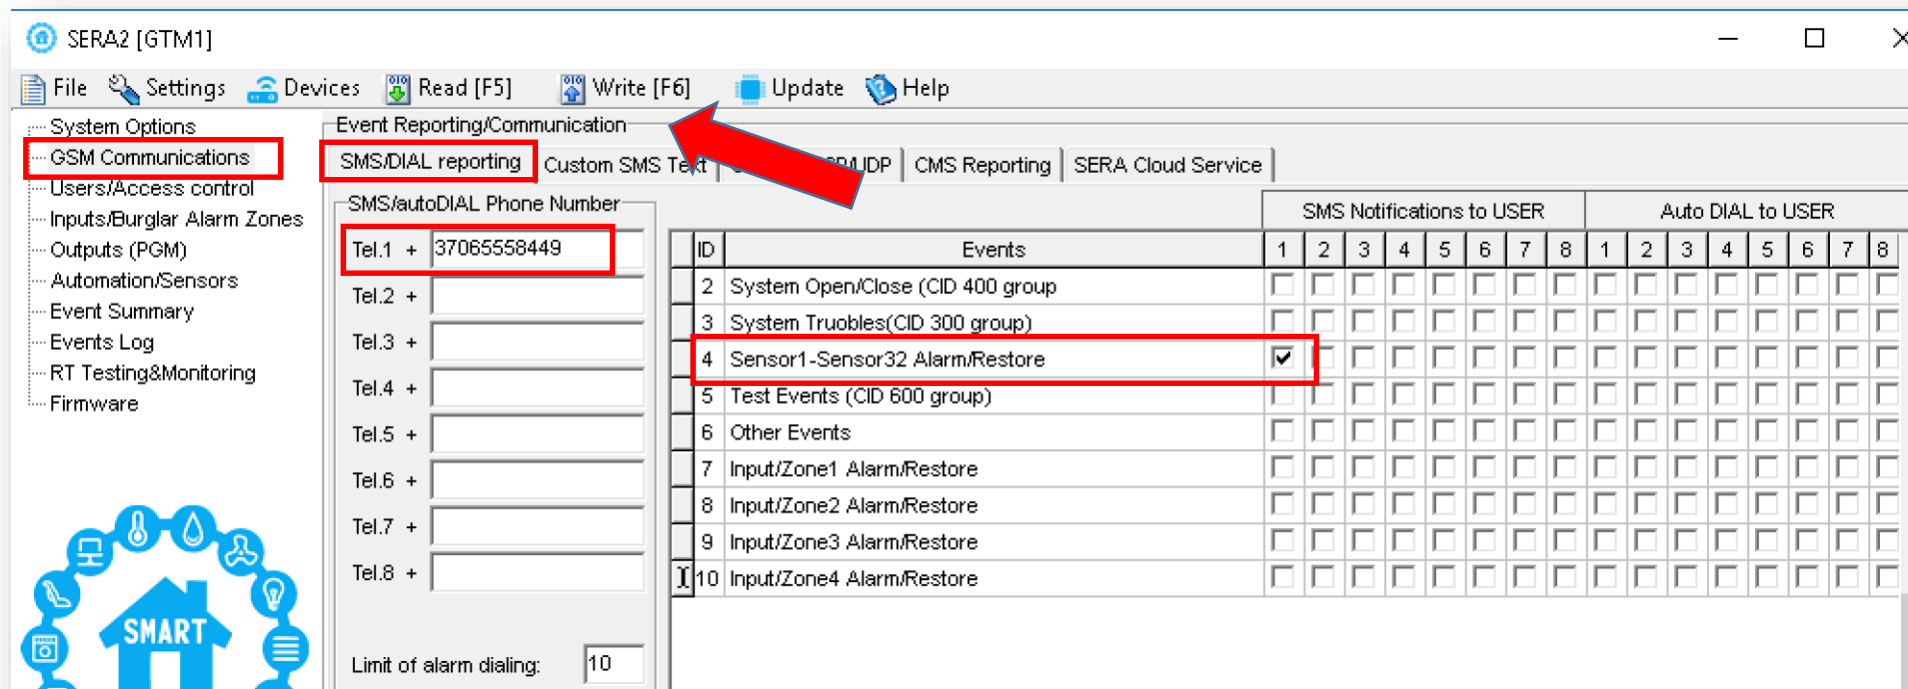 SERA2 [GTM1]
File Settings Devices Read [F5] Write [F6] Update Help
System Options
GSM Communications
Users/Access control
Inputs/Burglar Alarm Zones
Outputs (PGM)
Automation/Sensors
Event Summary
Events Log
RT Testing&Monitoring
Firmware
SMART
Event Reporting/Communication
SMS/DIAL reporting Custom SMS Text CMS Reporting SERA Cloud Service
SMS/autoDIAL Phone Number
Tel.1 + 37065558449
Tel.2 +
Tel.3 +
Tel.4 +
Tel.5 +
Tel.6 +
Tel.7 +
Tel.8 +
Limit of alarm dialing: 10
SMS Notifications to USER Auto DIAL to USER
ID Events 1 2 3 4 5 6 7 8 1 2 3 4 5 6 7 8
2 System Open/Close (CID 400 group
3 System Truobles(CID 300 group)
4 Sensor1-Sensor32 Alarm/Restore
5 Test Events (CID 600 group)
6 Other Events
7 Input/Zone1 Alarm/Restore
8 Input/Zone2 Alarm/Restore
9 Input/Zone3 Alarm/Restore
10 Input/Zone4 Alarm/Restore